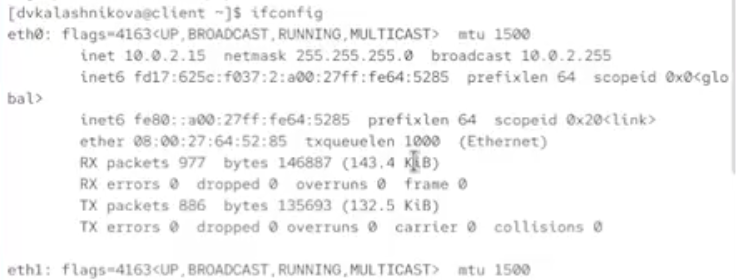 [dvkalashnikova@client ~]$ ifconfig
eth0: flags=4163<UP,BROADCAST,RUNNING,MULTICAST>  mtu 1500
        inet 10.0.2.15  netmask 255.255.255.0  broadcast 10.0.2.255
        inet6 fd17:625c:f037:2:a00:27ff:fe64:5285  prefixlen 64  scopeid 0x0<glo
bal>
        inet6 fe80::a00:27ff:fe64:5285  prefixlen 64  scopeid 0x20<link>
        ether 08:00:27:64:52:85  txqueuelen 1000  (Ethernet)
        RX packets 977  bytes 146887 (143.4 KiB)
        RX errors 0  dropped 0  overruns 0  frame 0
        TX packets 886  bytes 135693 (132.5 KiB)
        TX errors 0  dropped 0 overruns 0  carrier 0  collisions 0
eth1: flags=4163<UP,BROADCAST,RUNNING,MULTICAST>  mtu 1500